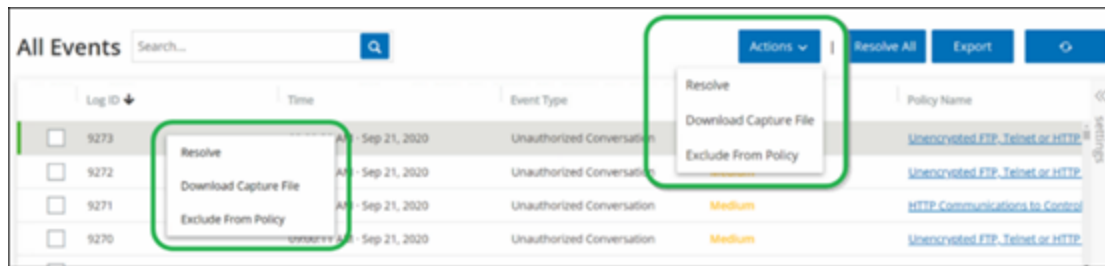 All Events Search... Actions | Resolve All Export
Log ID Time Event Type Policy Name
Resolve
Download Capture File
Exclude From Policy
9273 AM - Sep 21, 2020 Unauthorized Conversation Unencrypted FTP, Telnet or HTTP
Resolve
Download Capture File
Exclude From Policy
9272 AM - Sep 21, 2020 Unauthorized Conversation Medium Unencrypted FTP, Telnet or HTTP
9271 - Sep 21, 2020 Unauthorized Conversation Medium HTTP Communications to Control
9270 AM - Sep 21, 2020 Unauthorized Conversation Medium Unencrypted FTP, Telnet or HTTP
settings